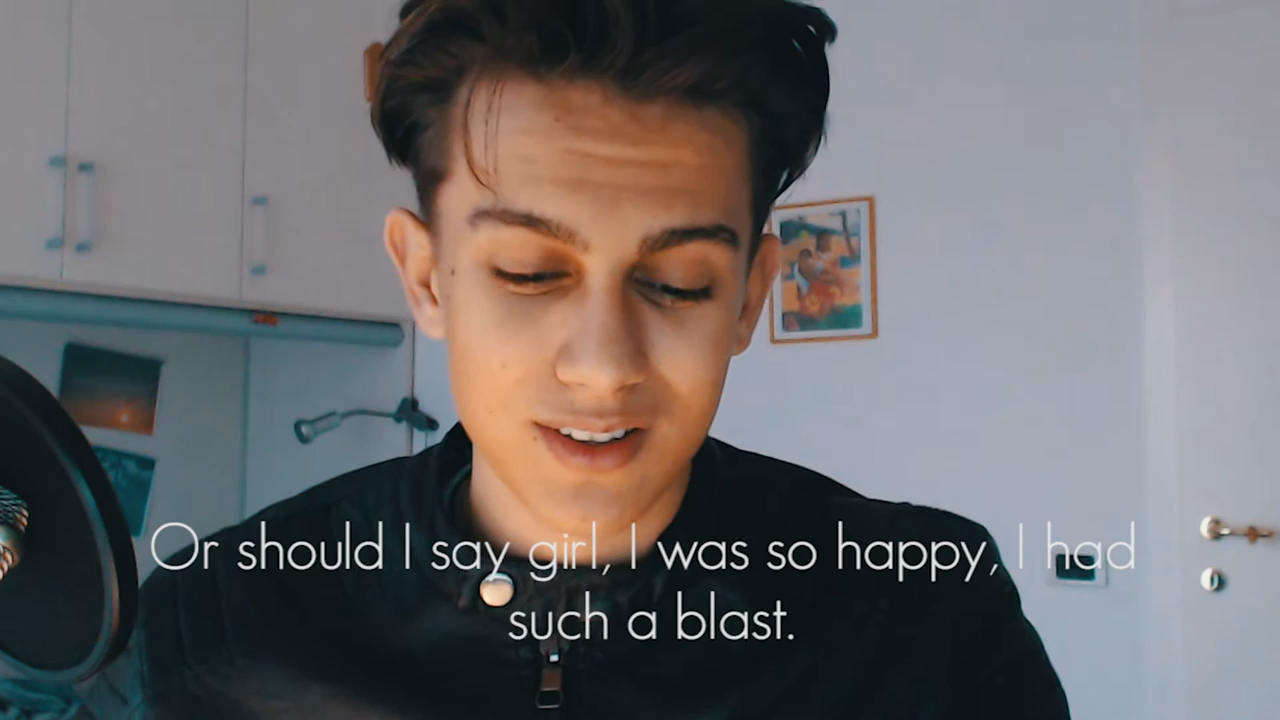 Or should I say girl, I was so happy, I had
such a blast.